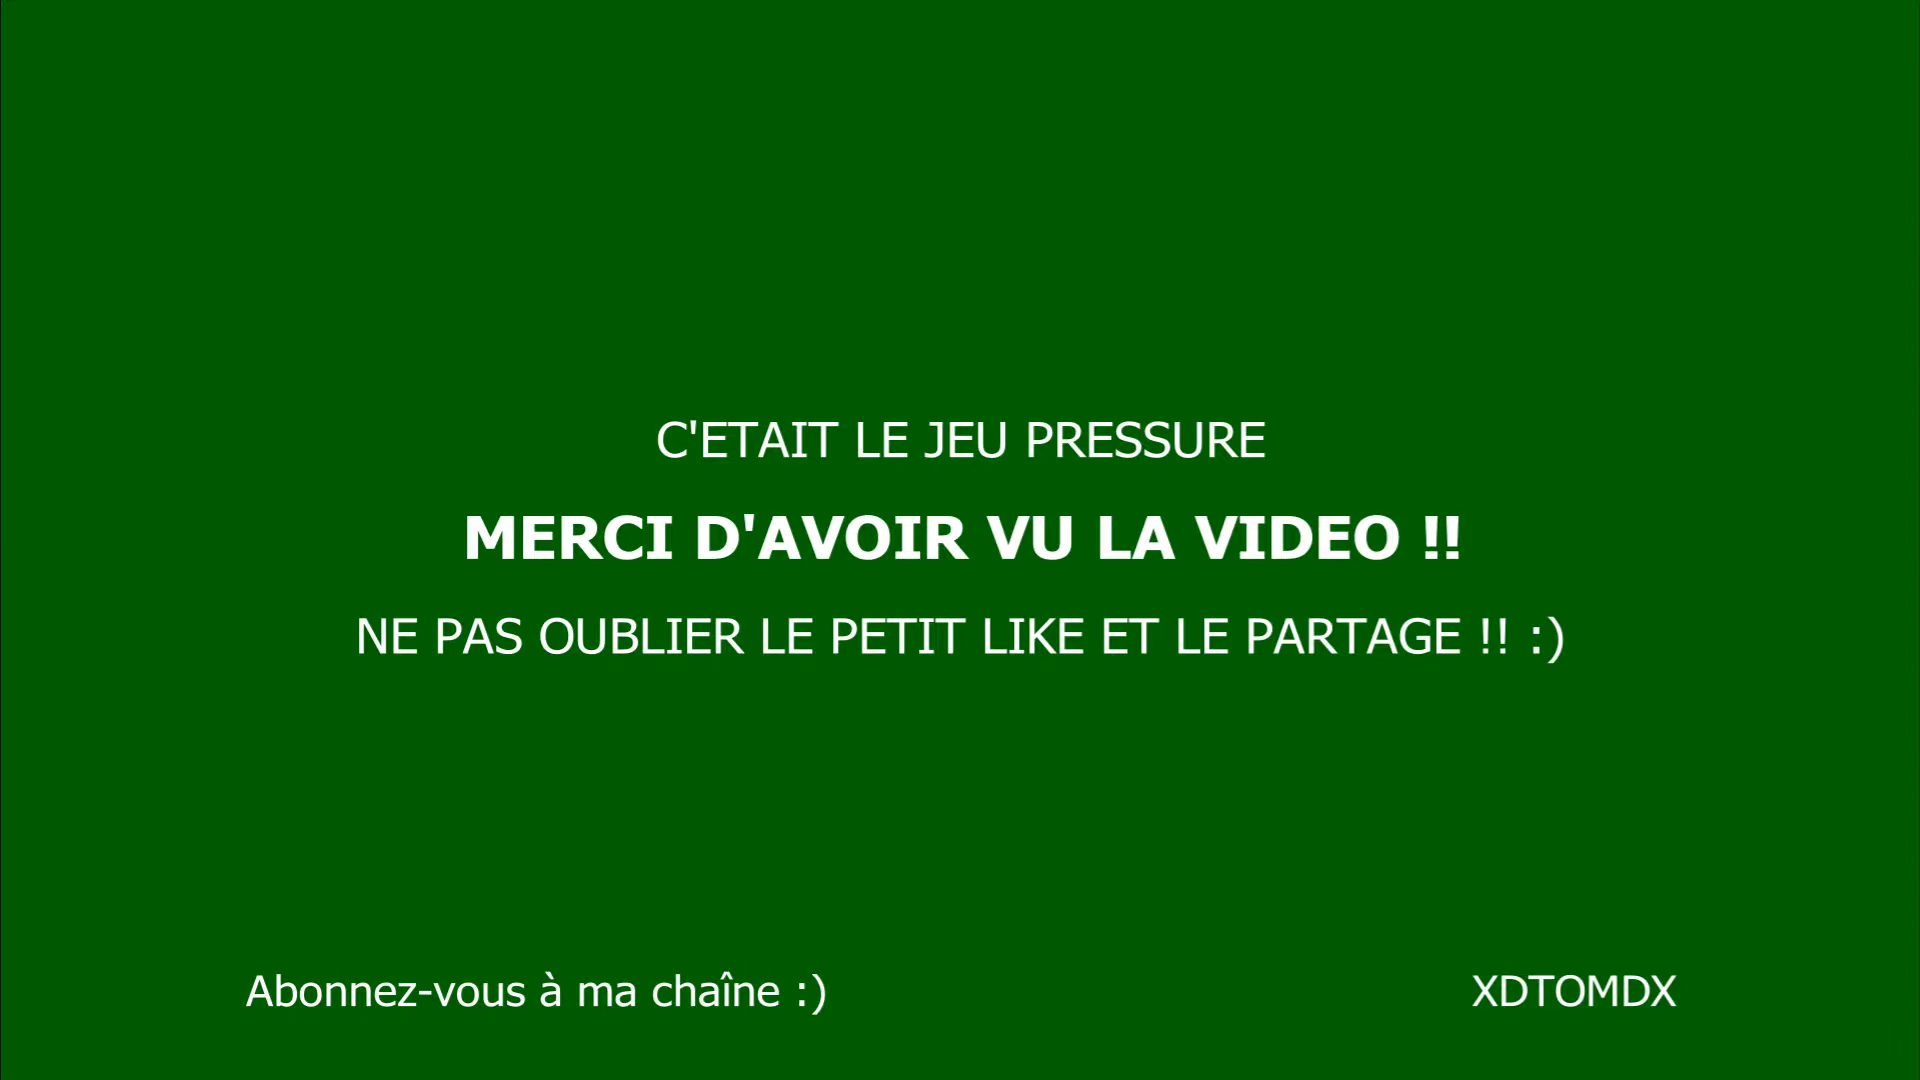 C'ETAIT LE JEU PRESSURE
MERCI D'AVOIR VU LA VIDEO !!
NE PAS OUBLIER LE PETIT LIKE ET LE PARTAGE !! :)
Abonnez-vous à ma chaîne :)
XDTOMDX